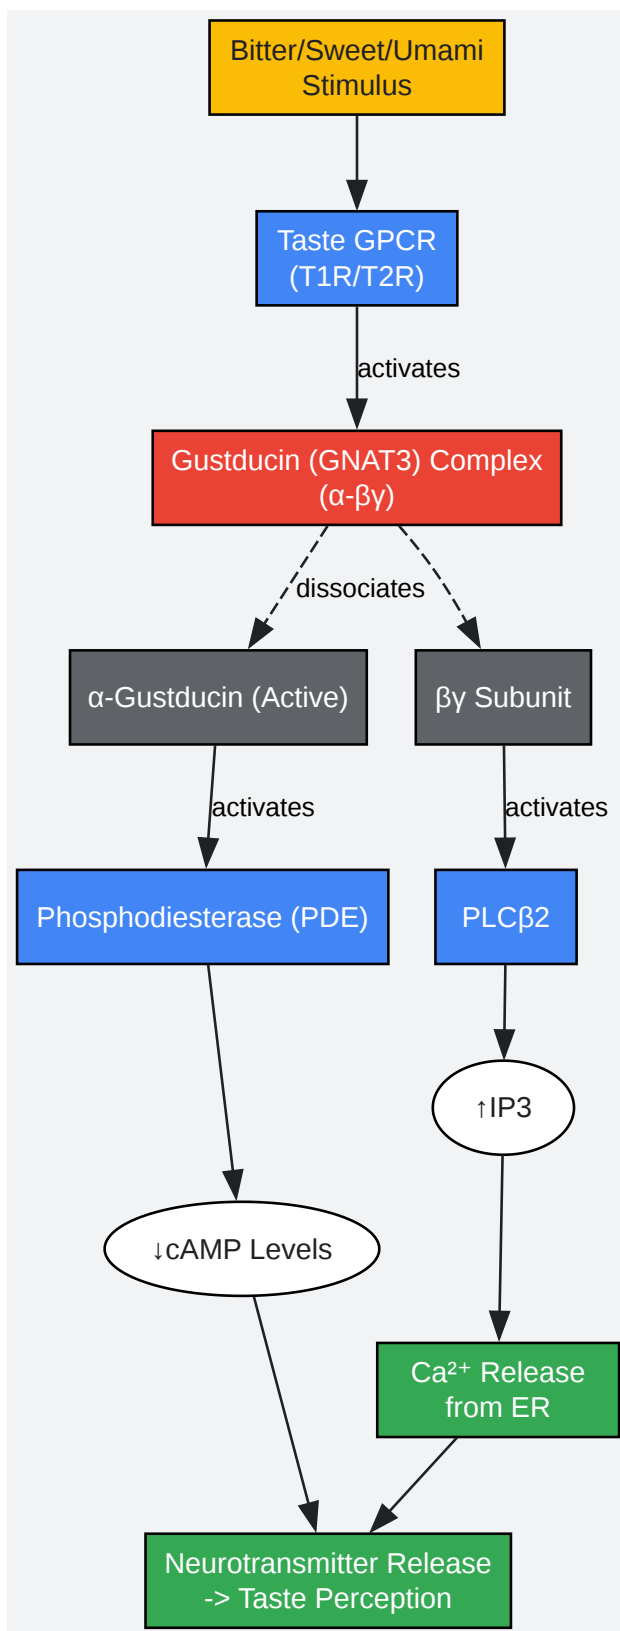 Bitter/Sweet/Umami
Stimulus
Taste GPCR
(T1R/T2R)
activates
Gustducin (GNAT3) Complex
(α-βγ)
dissociates
α-Gustducin (Active)
βγ Subunit
activates
activates
Phosphodiesterase (PDE)
PLCβ2
↑IP3
↓cAMP Levels
Ca²⁺ Release
from ER
Neurotransmitter Release
-> Taste Perception